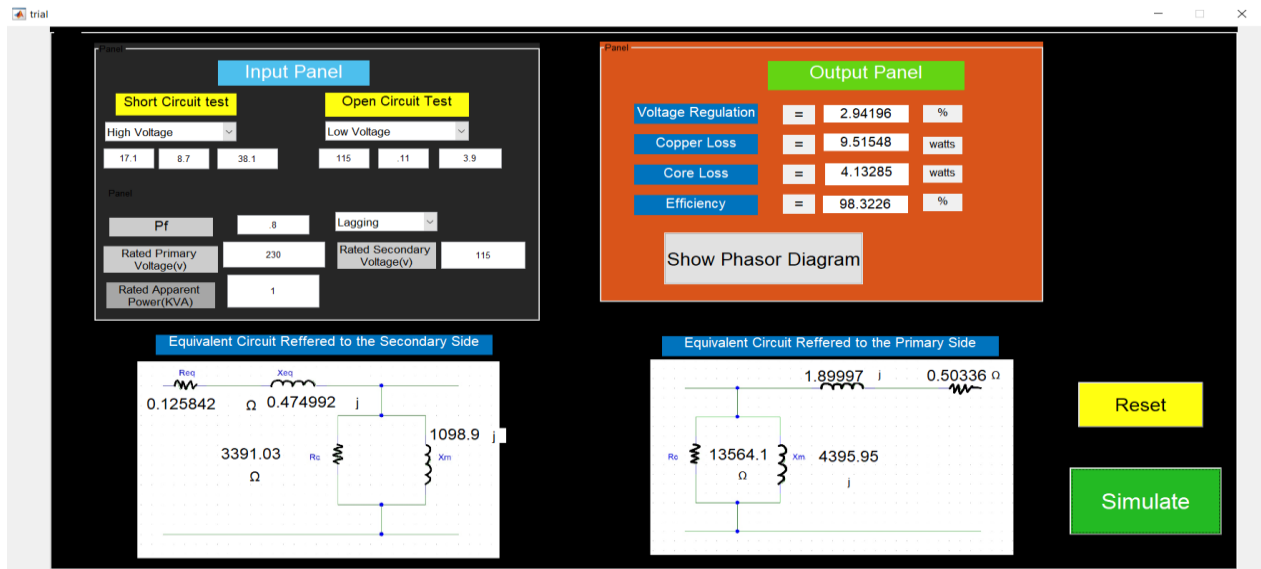 trial
Panel
Input Panel
Short Circuit test
Open Circuit Test
High Voltage
Low Voltage
17.1 8.7 38.1 115 .11 3.9
Panel
Pf .8 Lagging
Rated Primary
Voltage(v)
230
Rated Secondary
Voltage(v)
115
Rated Apparent
Power(KVA)
1
Panel
Output Panel
Voltage Regulation = 2.94196 %
Copper Loss = 9.51548 watts
Core Loss = 4.13285 watts
Efficiency = 98.3226 %
Show Phasor Diagram
Equivalent Circuit Reffered to the Secondary Side
Req Xeq
0.125842 Ω 0.474992 j
1098.9 j
3391.03 Rc Xm
Ω
Equivalent Circuit Reffered to the Primary Side
1.89997 j 0.50336 Ω
Rc 13564.1 Xm 4395.95
Ω j
Reset
Simulate